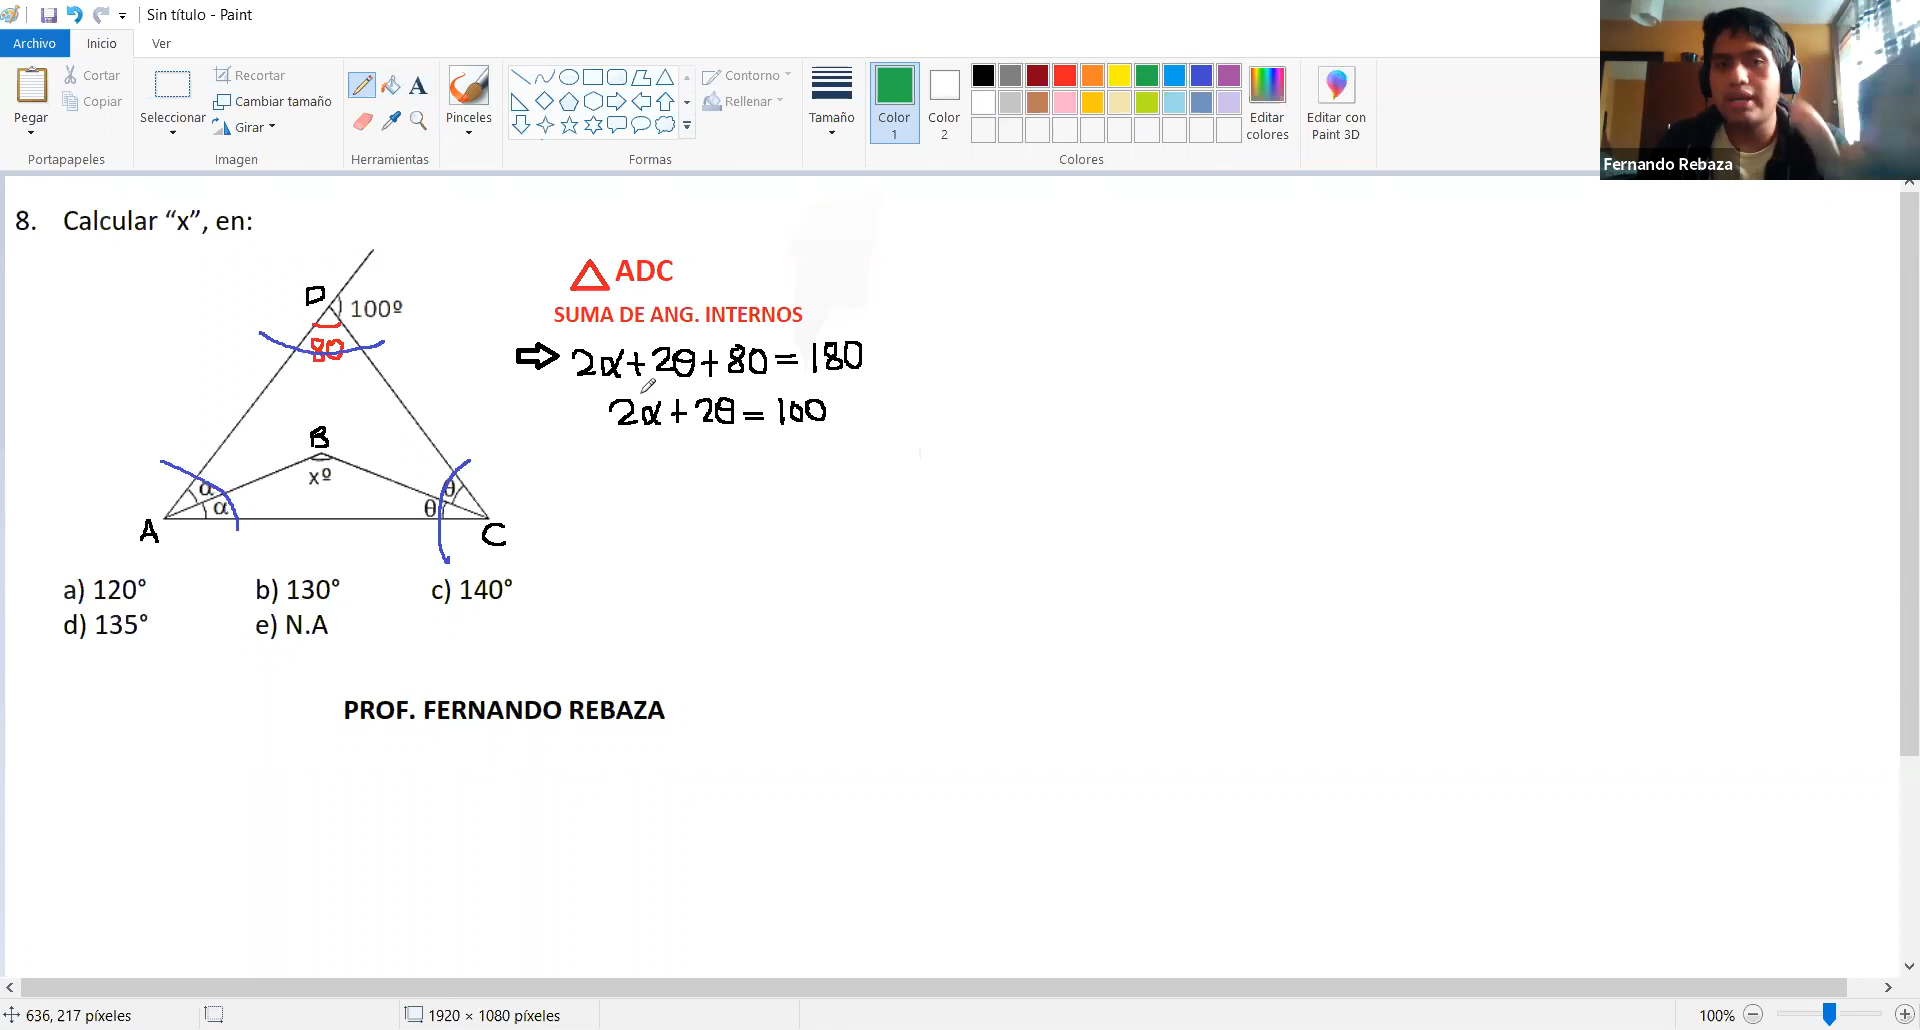 Sin título - Paint
Archivo
Inicio
Ver
Pegar
Cortar
Copiar
Portapapeles
Seleccionar
Recortar
Cambiar tamaño
Girar
Imagen
A
Herramientas
Pinceles
Contorno
Rellenar
Formas
Tamaño
Color 1
Color 2
Colores
Editar colores
Editar con Paint 3D
Fernando Rebaza
8. Calcular “x”, en:
D
100º
80
B
xº
α
α
θ
θ
A
C
△ ADC
SUMA DE ANG. INTERNOS
⇒ 2α+2θ+80=180
2α+2θ=100
a) 120° b) 130° c) 140°
d) 135° e) N.A
PROF. FERNANDO REBAZA
636, 217 píxeles
1920 × 1080 píxeles
100%